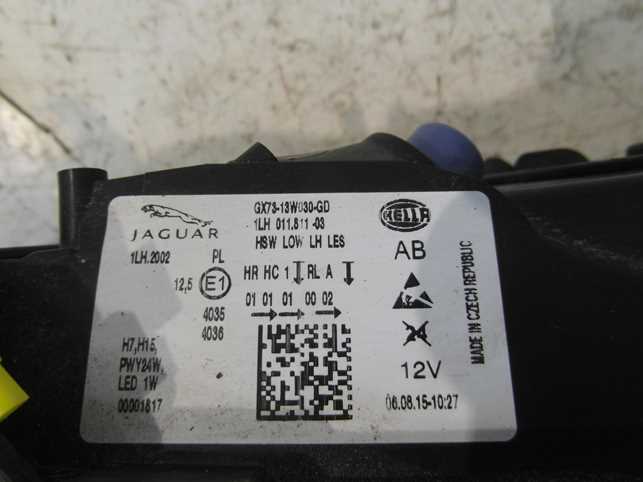 JAGUAR
GX73-13W030-GD
1LH 011.811-03
HSW LOW LH LES
HELLA
AB
1LH.2002 PL
12,5 E1
4035
4036
HR HC 1 RL A
01 01 01 00 02
H7,H15,
PWY24W,
LED 1W
00001817
12V
06.08.15-10:27
MADE IN CZECH REPUBLIC